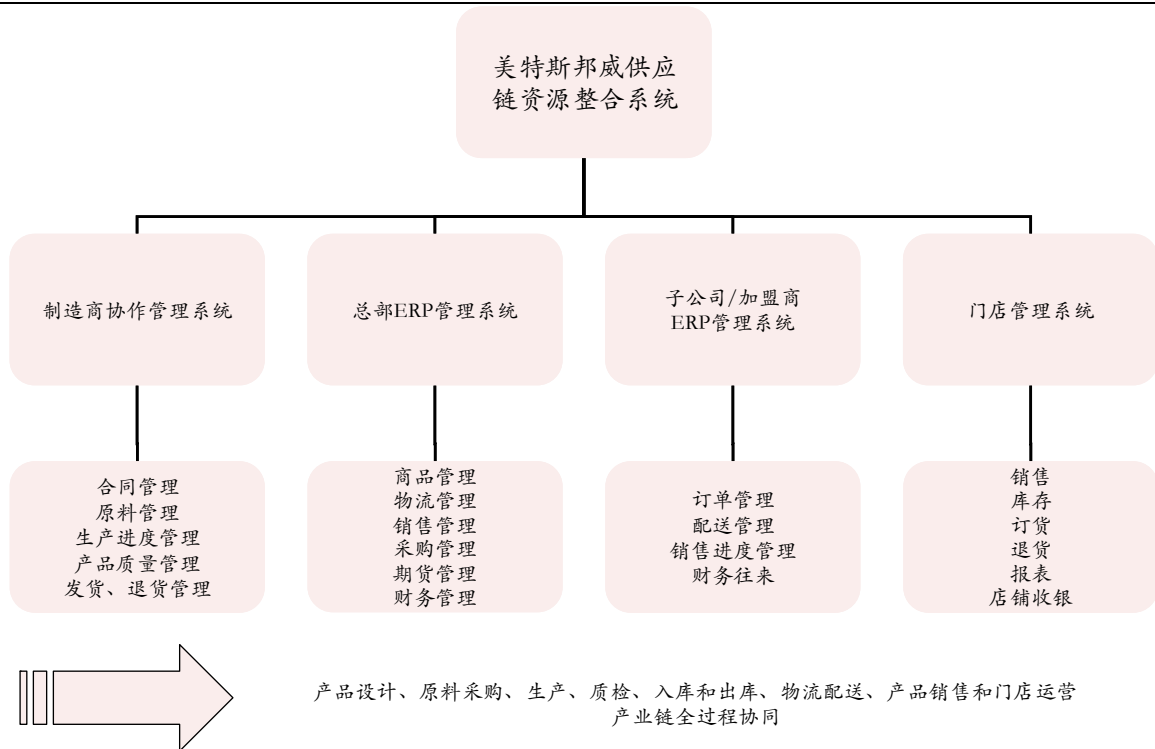 美特斯邦威供应
链资源整合系统
制造商协作管理系统
总部ERP管理系统
子公司/加盟商
ERP管理系统
门店管理系统
合同管理
原料管理
生产进度管理
产品质量管理
发货、退货管理
商品管理
物流管理
销售管理
采购管理
期货管理
财务管理
订单管理
配送管理
销售进度管理
财务往来
销售
库存
订货
退货
报表
店铺收银
产品设计、原料采购、生产、质检、入库和出库、物流配送、产品销售和门店运营
产业链全过程协同